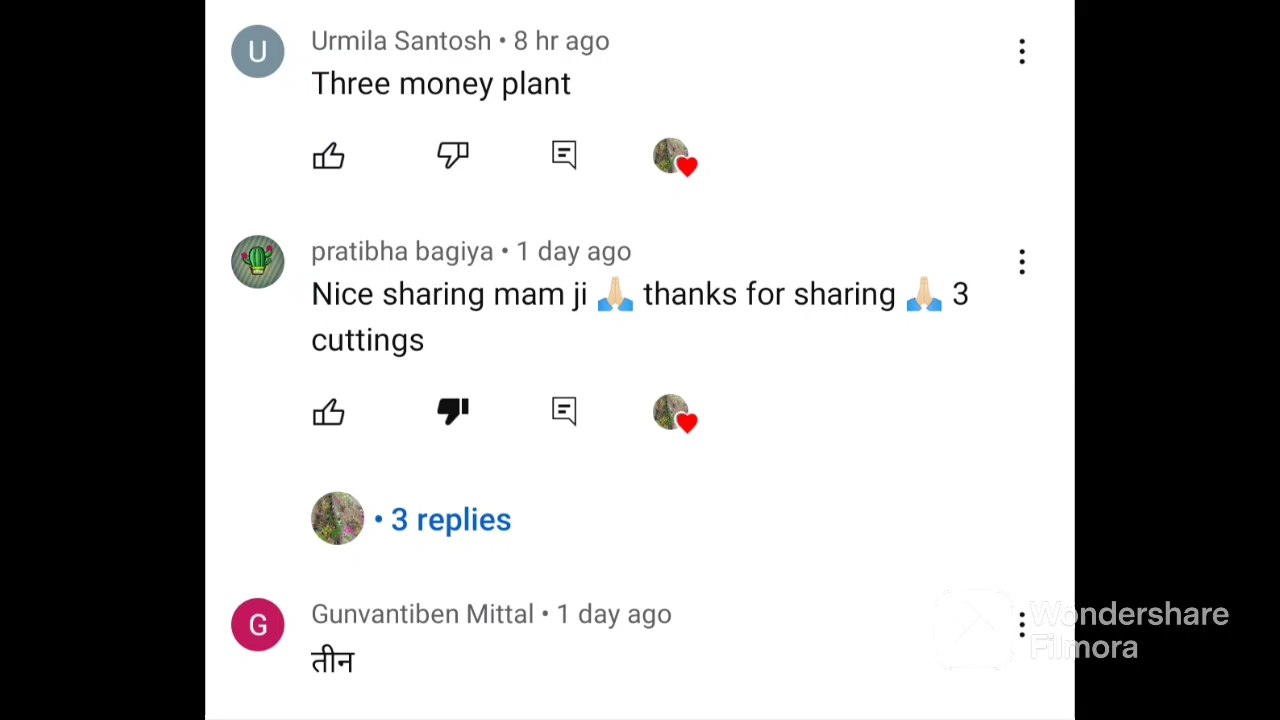 U
Urmila Santosh • 8 hr ago
Three money plant
pratibha bagiya • 1 day ago
Nice sharing mam ji 🙏🏻 thanks for sharing 🙏🏻 3
cuttings
• 3 replies
G
Gunvantiben Mittal • 1 day ago
तीन
Wondershare
Filmora